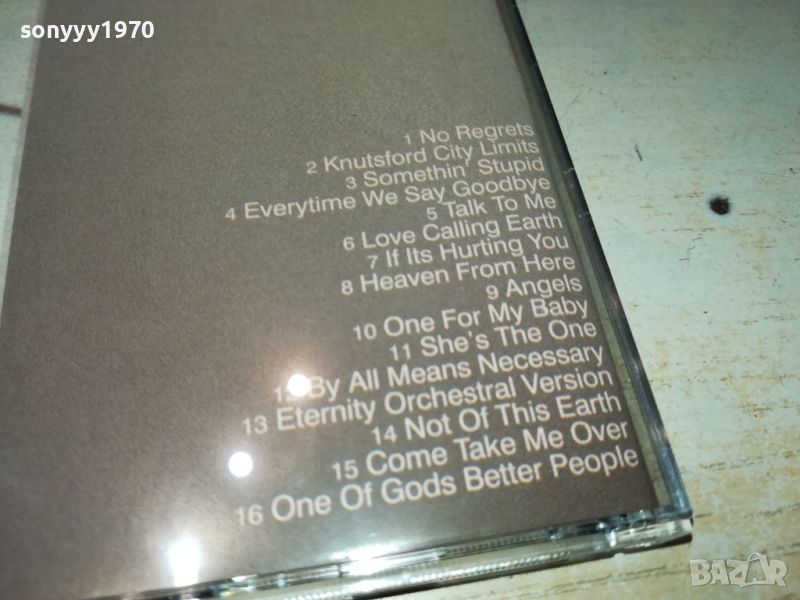 sonyyy1970
1 No Regrets
2 Knutsford City Limits
3 Somethin' Stupid
4 Everytime We Say Goodbye
5 Talk To Me
6 Love Calling Earth
7 If Its Hurting You
8 Heaven From Here
9 Angels
10 One For My Baby
11 She's The One
12 By All Means Necessary
13 Eternity Orchestral Version
14 Not Of This Earth
15 Come Take Me Over
16 One Of Gods Better People
BAZAR